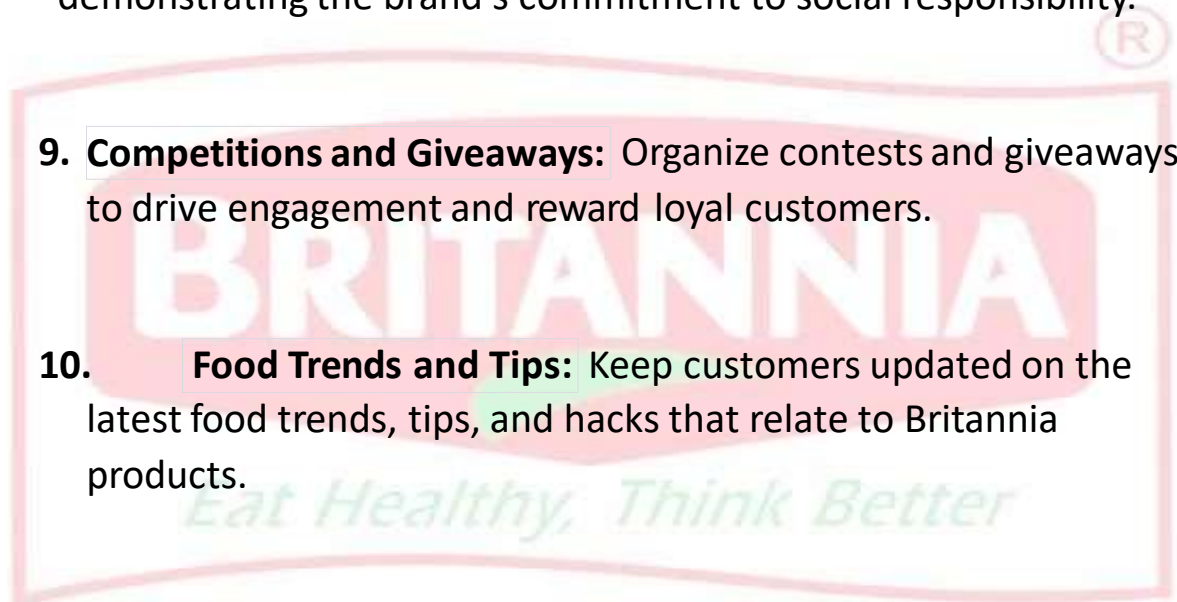 demonstrating the brand's commitment to social responsibility.
®
9. Competitions and Giveaways: Organize contests and giveaways
to drive engagement and reward loyal customers.
BRITANNIA
10. Food Trends and Tips: Keep customers updated on the
latest food trends, tips, and hacks that relate to Britannia
products.
Eat Healthy, Think Better